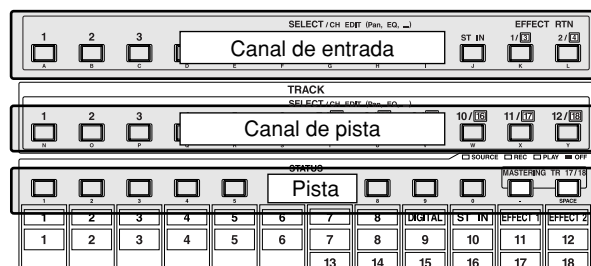 SELECT / CH EDIT (Pan, EQ, ...) EFFECT RTN
1 2 3 ST IN 1/13 2/14
Canal de entrada
A B C D E F G H I J K L
TRACK
SELECT / CH EDIT (Pan, EQ, )
1 2 3 10/16 11/17 12/18
Canal de pista
N O P W X Y
SOURCE REC PLAY OFF
STATUS MASTERING TR 17/18
Pista
1 2 3 4 5 8 9 0 - SPACE
1 2 3 4 5 6 7 8 DIGITAL ST IN EFFECT 1 EFFECT 2
1 2 3 4 5 6 7 8 9 10 11 12
13 14 15 16 17 18